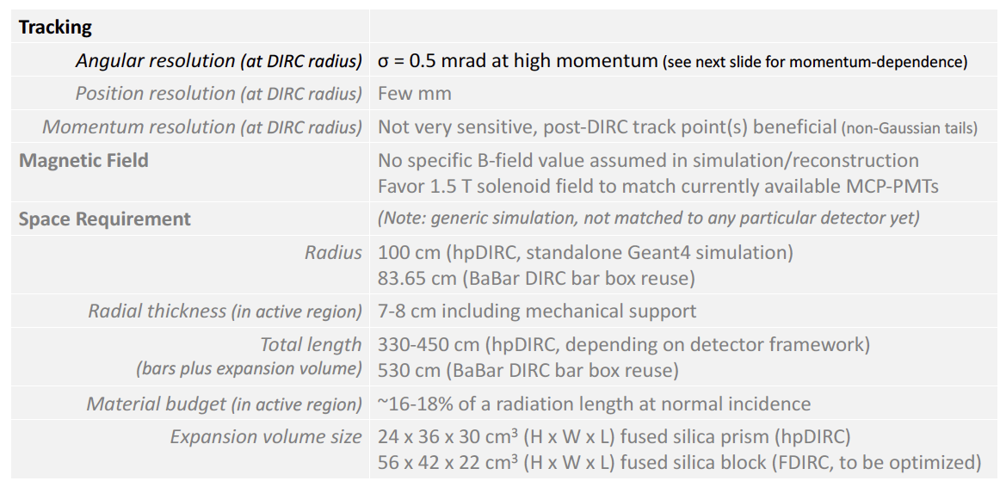 Tracking
Angular resolution (at DIRC radius) σ = 0.5 mrad at high momentum (see next slide for momentum-dependence)
Position resolution (at DIRC radius) Few mm
Momentum resolution (at DIRC radius) Not very sensitive, post-DIRC track point(s) beneficial (non-Gaussian tails)
Magnetic Field No specific B-field value assumed in simulation/reconstruction
Favor 1.5 T solenoid field to match currently available MCP-PMTs
Space Requirement (Note: generic simulation, not matched to any particular detector yet)
Radius 100 cm (hpDIRC, standalone Geant4 simulation)
83.65 cm (BaBar DIRC bar box reuse)
Radial thickness (in active region) 7-8 cm including mechanical support
Total length 330-450 cm (hpDIRC, depending on detector framework)
(bars plus expansion volume) 530 cm (BaBar DIRC bar box reuse)
Material budget (in active region) ~16-18% of a radiation length at normal incidence
Expansion volume size 24 x 36 x 30 cm³ (H x W x L) fused silica prism (hpDIRC)
56 x 42 x 22 cm³ (H x W x L) fused silica block (FDIRC, to be optimized)